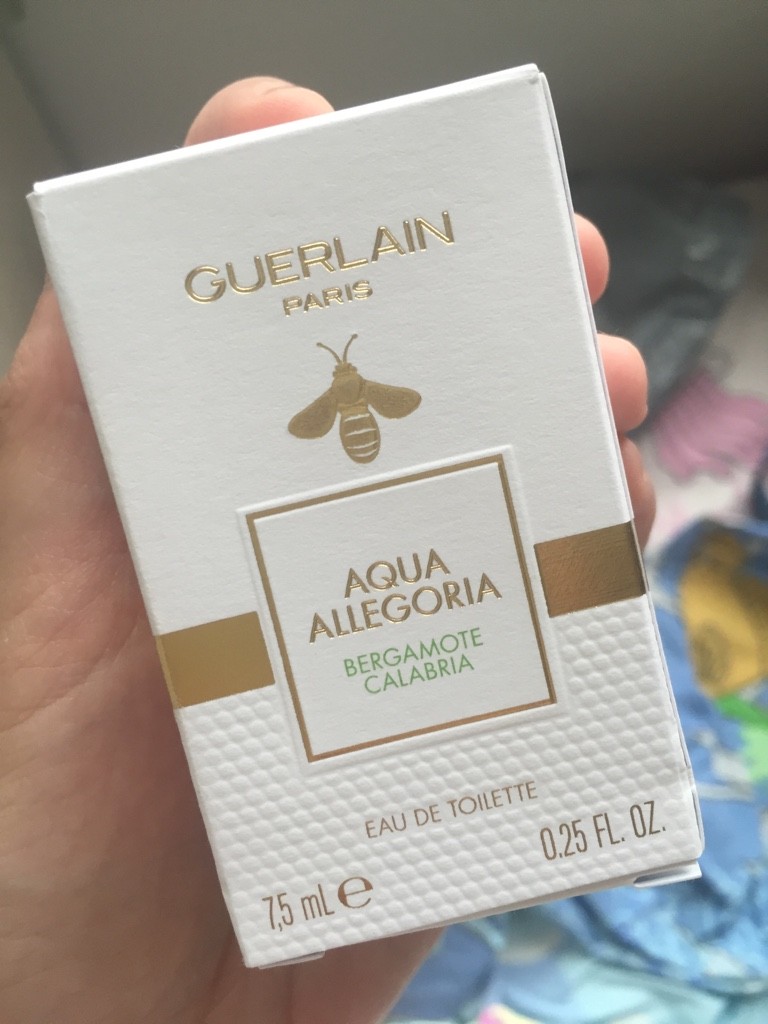 GUERLAIN
PARIS
AQUA
ALLEGORIA
BERGAMOTE
CALABRIA
EAU DE TOILETTE
7,5 mL ℮
0.25 FL. OZ.